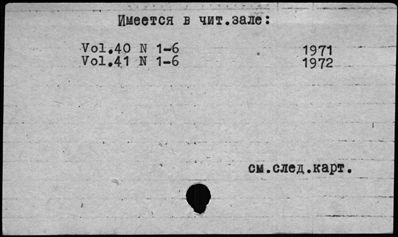 Имеется в чит.зале:
Vol.40 N 1-6 1971
Vol.41 N 1-6 1972
см.след.карт.